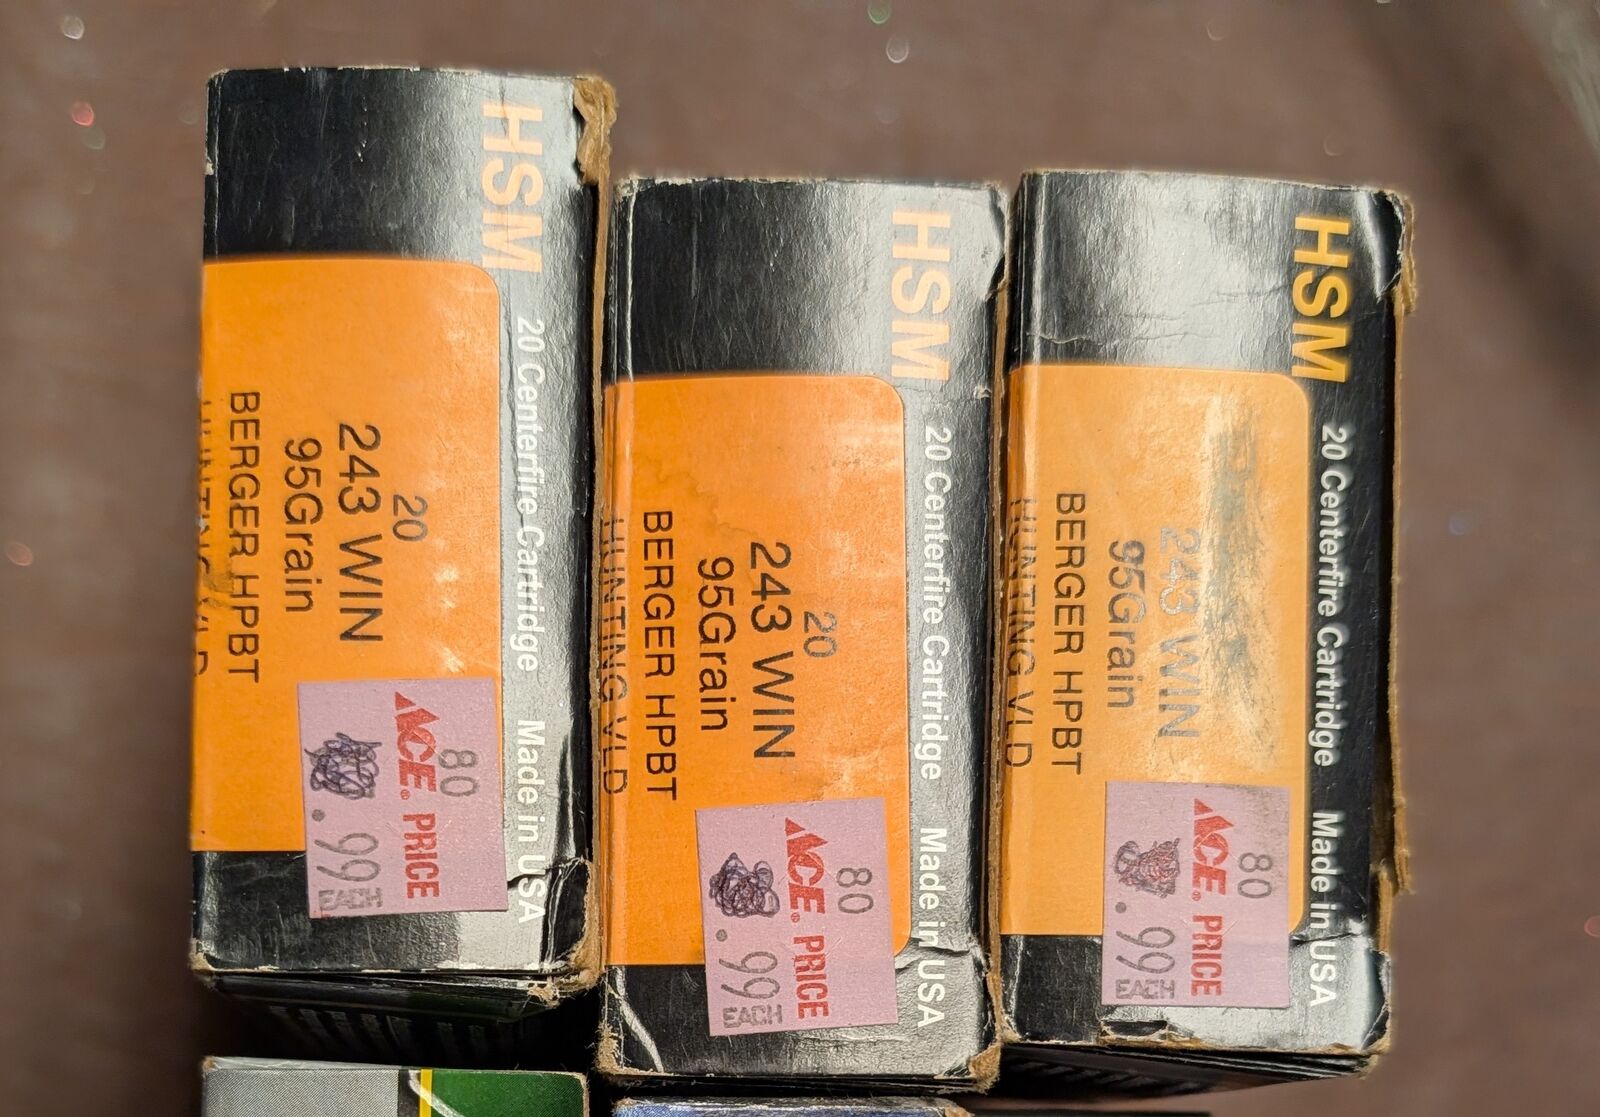 HSM
20 Centerfire Cartridge Made in USA
20
243 WIN
95Grain
BERGER HPBT
HUNTING VLD
80
ACE. PRICE
.99
EACH
HSM
20 Centerfire Cartridge Made in USA
20
243 WIN
95Grain
BERGER HPBT
HUNTING VLD
80
ACE. PRICE
.99
EACH
HSM
20 Centerfire Cartridge Made in USA
243 WIN
95Grain
BERGER HPBT
HUNTING VLD
80
ACE. PRICE
.99
EACH